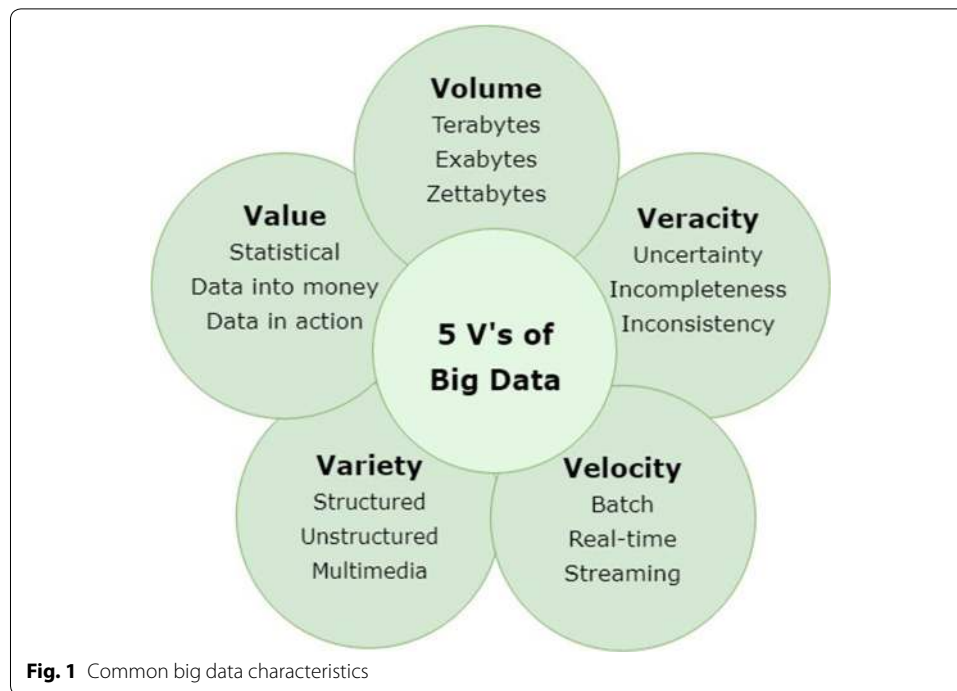 Volume
Terabytes
Exabytes
Zettabytes
Value
Statistical
Data into money
Data in action
Veracity
Uncertainty
Incompleteness
Inconsistency
5 V's of
Big Data
Variety
Structured
Unstructured
Multimedia
Velocity
Batch
Real-time
Streaming
Fig. 1 Common big data characteristics